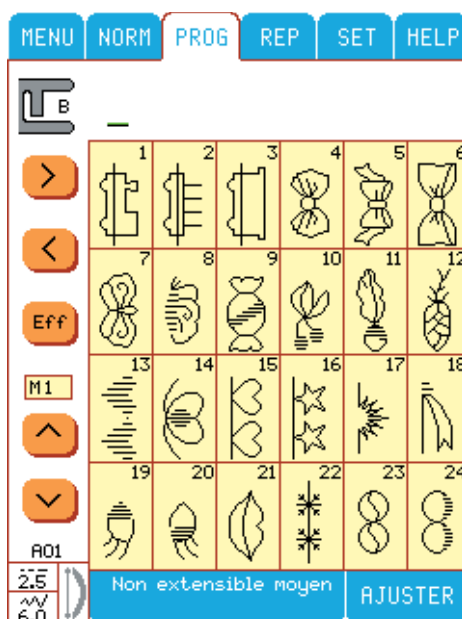 MENU NORM PROG REP SET HELP
B
1 2 3 4 5 6
>
<
7 8 9 10 11 12
Eff
13 14 15 16 17 18
M1
19 20 21 22 23 24
A01
2.5 Non extensible moyen AJUSTER
6.0